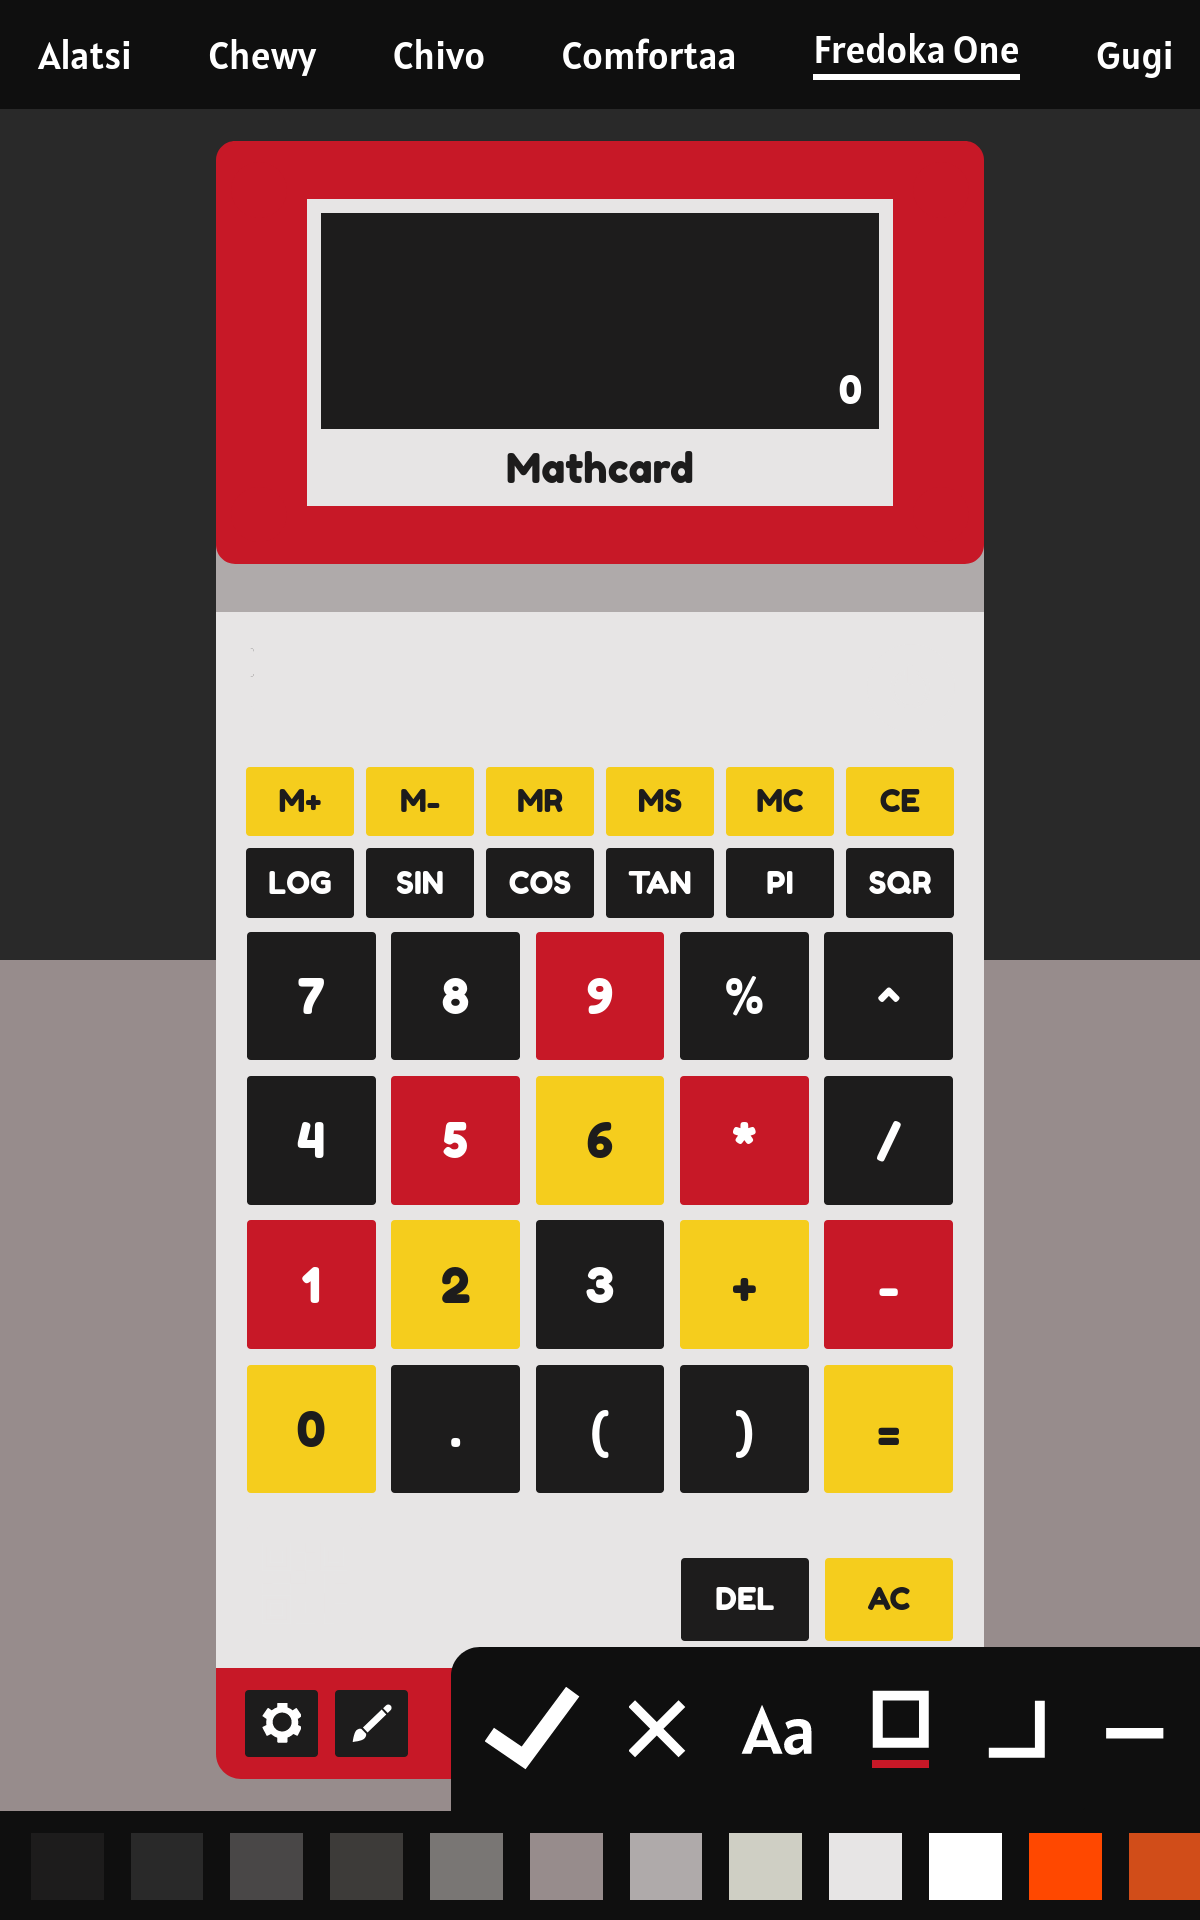 Alatsi Chewy Chivo Comfortaa Fredoka One Gugi
0
Mathcard
M+ M- MR MS MC CE
LOG SIN COS TAN PI SQR
7 8 9 % ^
4 5 6 * /
1 2 3 + -
0 . ( ) =
DEL AC
Aa